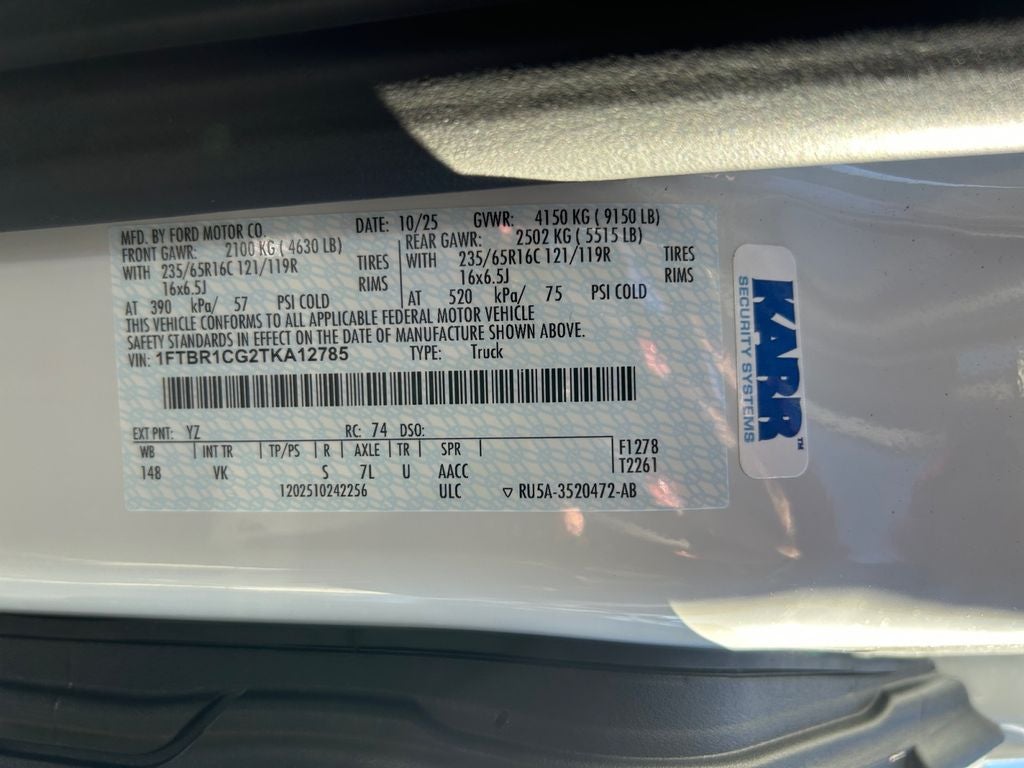 MFD. BY FORD MOTOR CO. DATE: 10/25 GVWR: 4150 KG ( 9150 LB)
FRONT GAWR: 2100 KG ( 4630 LB) REAR GAWR: 2502 KG ( 5515 LB)
WITH 235/65R16C 121/119R TIRES WITH 235/65R16C 121/119R TIRES
16x6.5J RIMS 16x6.5J RIMS
AT 390 kPa/ 57 PSI COLD AT 520 kPa/ 75 PSI COLD
THIS VEHICLE CONFORMS TO ALL APPLICABLE FEDERAL MOTOR VEHICLE
SAFETY STANDARDS IN EFFECT ON THE DATE OF MANUFACTURE SHOWN ABOVE.
VIN: 1FTBR1CG2TKA12785 TYPE: Truck
EXT PNT: YZ RC: 74 DSO:
WB INT TR TP/PS R AXLE TR SPR F1278
148 VK S 7L U AACC T2261
1202510242256 ULC ▽ RU5A-3520472-AB
KARR™
SECURITY SYSTEMS